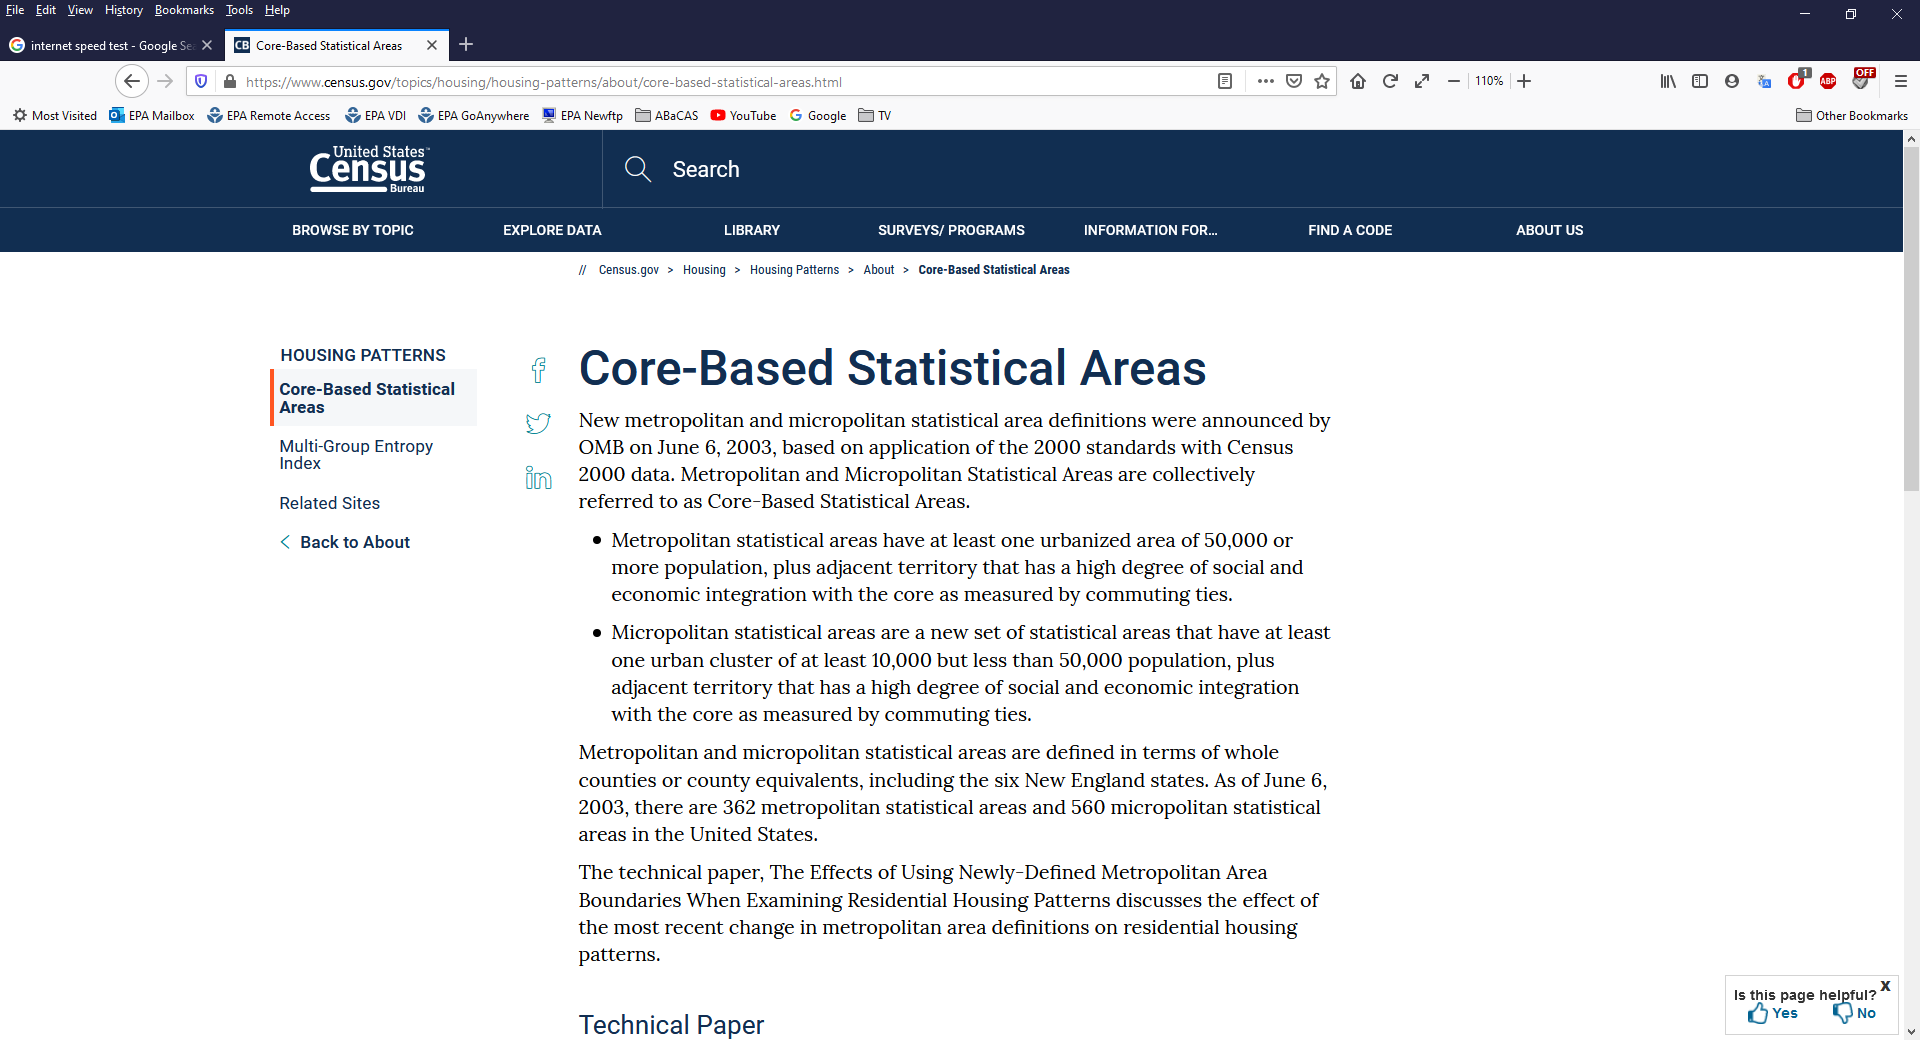 File Edit View History Bookmarks Tools Help
internet speed test - Google Se
CB Core-Based Statistical Areas
https://www.census.gov/topics/housing/housing-patterns/about/core-based-statistical-areas.html
110%
1
ABP
OFF
Most Visited EPA Mailbox EPA Remote Access EPA VDI EPA GoAnywhere EPA Newftp ABaCAS YouTube Google TV Other Bookmarks
United States™
Census
Bureau
Search
BROWSE BY TOPIC EXPLORE DATA LIBRARY SURVEYS/ PROGRAMS INFORMATION FOR... FIND A CODE ABOUT US
// Census.gov > Housing > Housing Patterns > About > Core-Based Statistical Areas
HOUSING PATTERNS
Core-Based Statistical
Areas
Multi-Group Entropy
Index
Related Sites
Back to About
f
in
Core-Based Statistical Areas
New metropolitan and micropolitan statistical area definitions were announced by
OMB on June 6, 2003, based on application of the 2000 standards with Census
2000 data. Metropolitan and Micropolitan Statistical Areas are collectively
referred to as Core-Based Statistical Areas.
• Metropolitan statistical areas have at least one urbanized area of 50,000 or
more population, plus adjacent territory that has a high degree of social and
economic integration with the core as measured by commuting ties.
• Micropolitan statistical areas are a new set of statistical areas that have at least
one urban cluster of at least 10,000 but less than 50,000 population, plus
adjacent territory that has a high degree of social and economic integration
with the core as measured by commuting ties.
Metropolitan and micropolitan statistical areas are defined in terms of whole
counties or county equivalents, including the six New England states. As of June 6,
2003, there are 362 metropolitan statistical areas and 560 micropolitan statistical
areas in the United States.
The technical paper, The Effects of Using Newly-Defined Metropolitan Area
Boundaries When Examining Residential Housing Patterns discusses the effect of
the most recent change in metropolitan area definitions on residential housing
patterns.
Technical Paper
Is this page helpful? X
Yes No